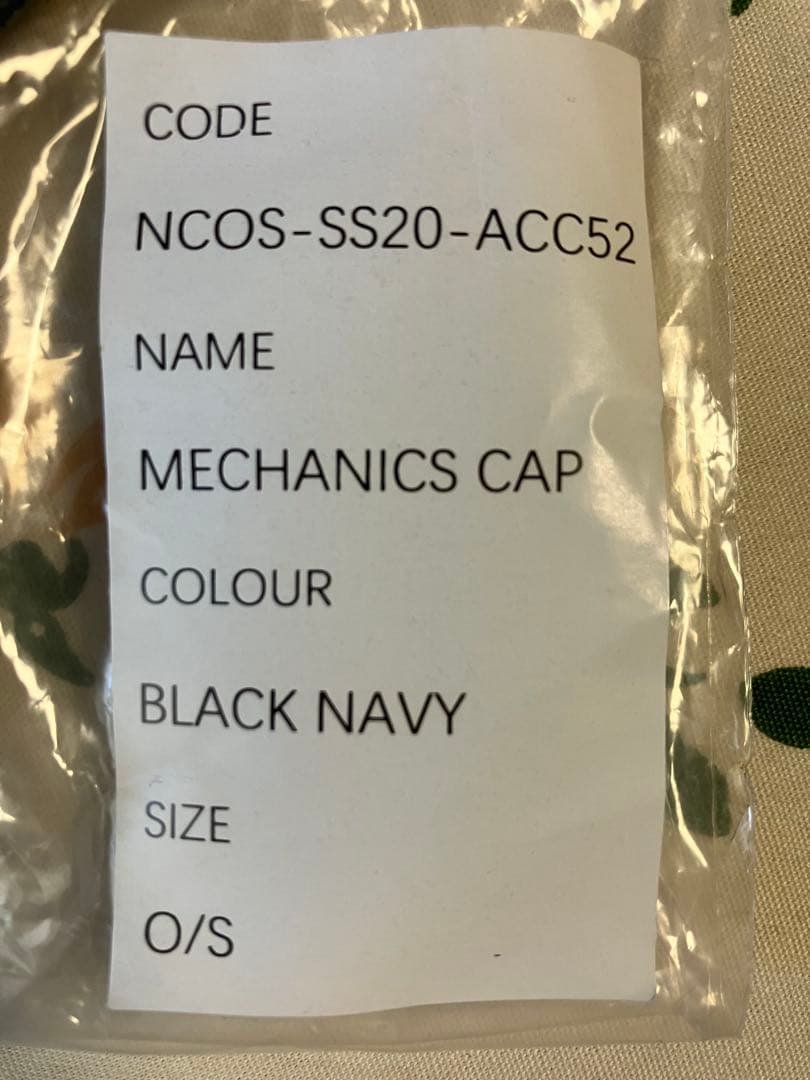 CODE
NCOS-SS20-ACC52
NAME
MECHANICS CAP
COLOUR
BLACK NAVY
SIZE
O/S